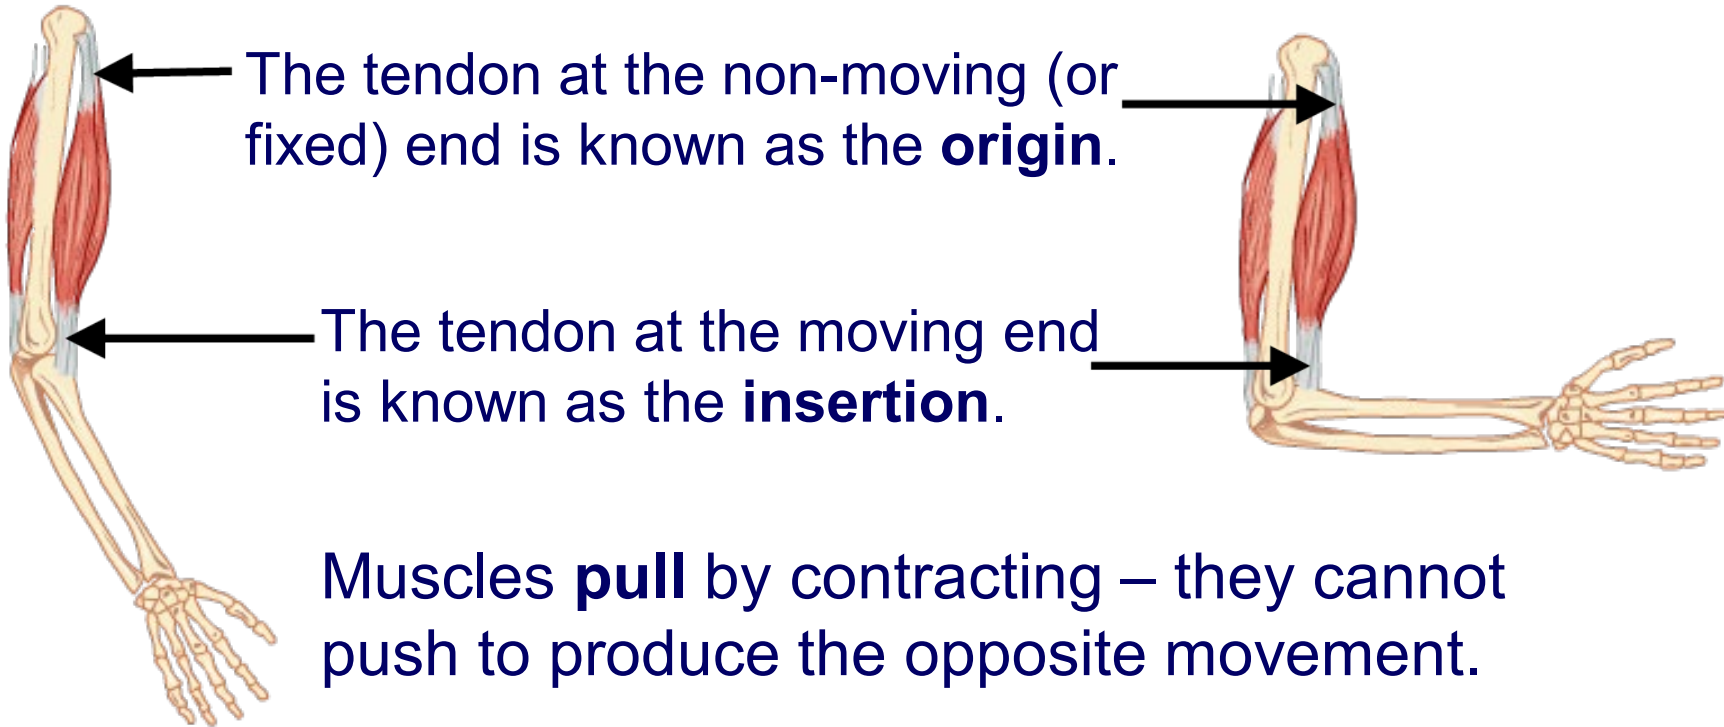 The tendon at the non-moving (or
fixed) end is known as the origin.
The tendon at the moving end
is known as the insertion.
Muscles pull by contracting – they cannot
push to produce the opposite movement.